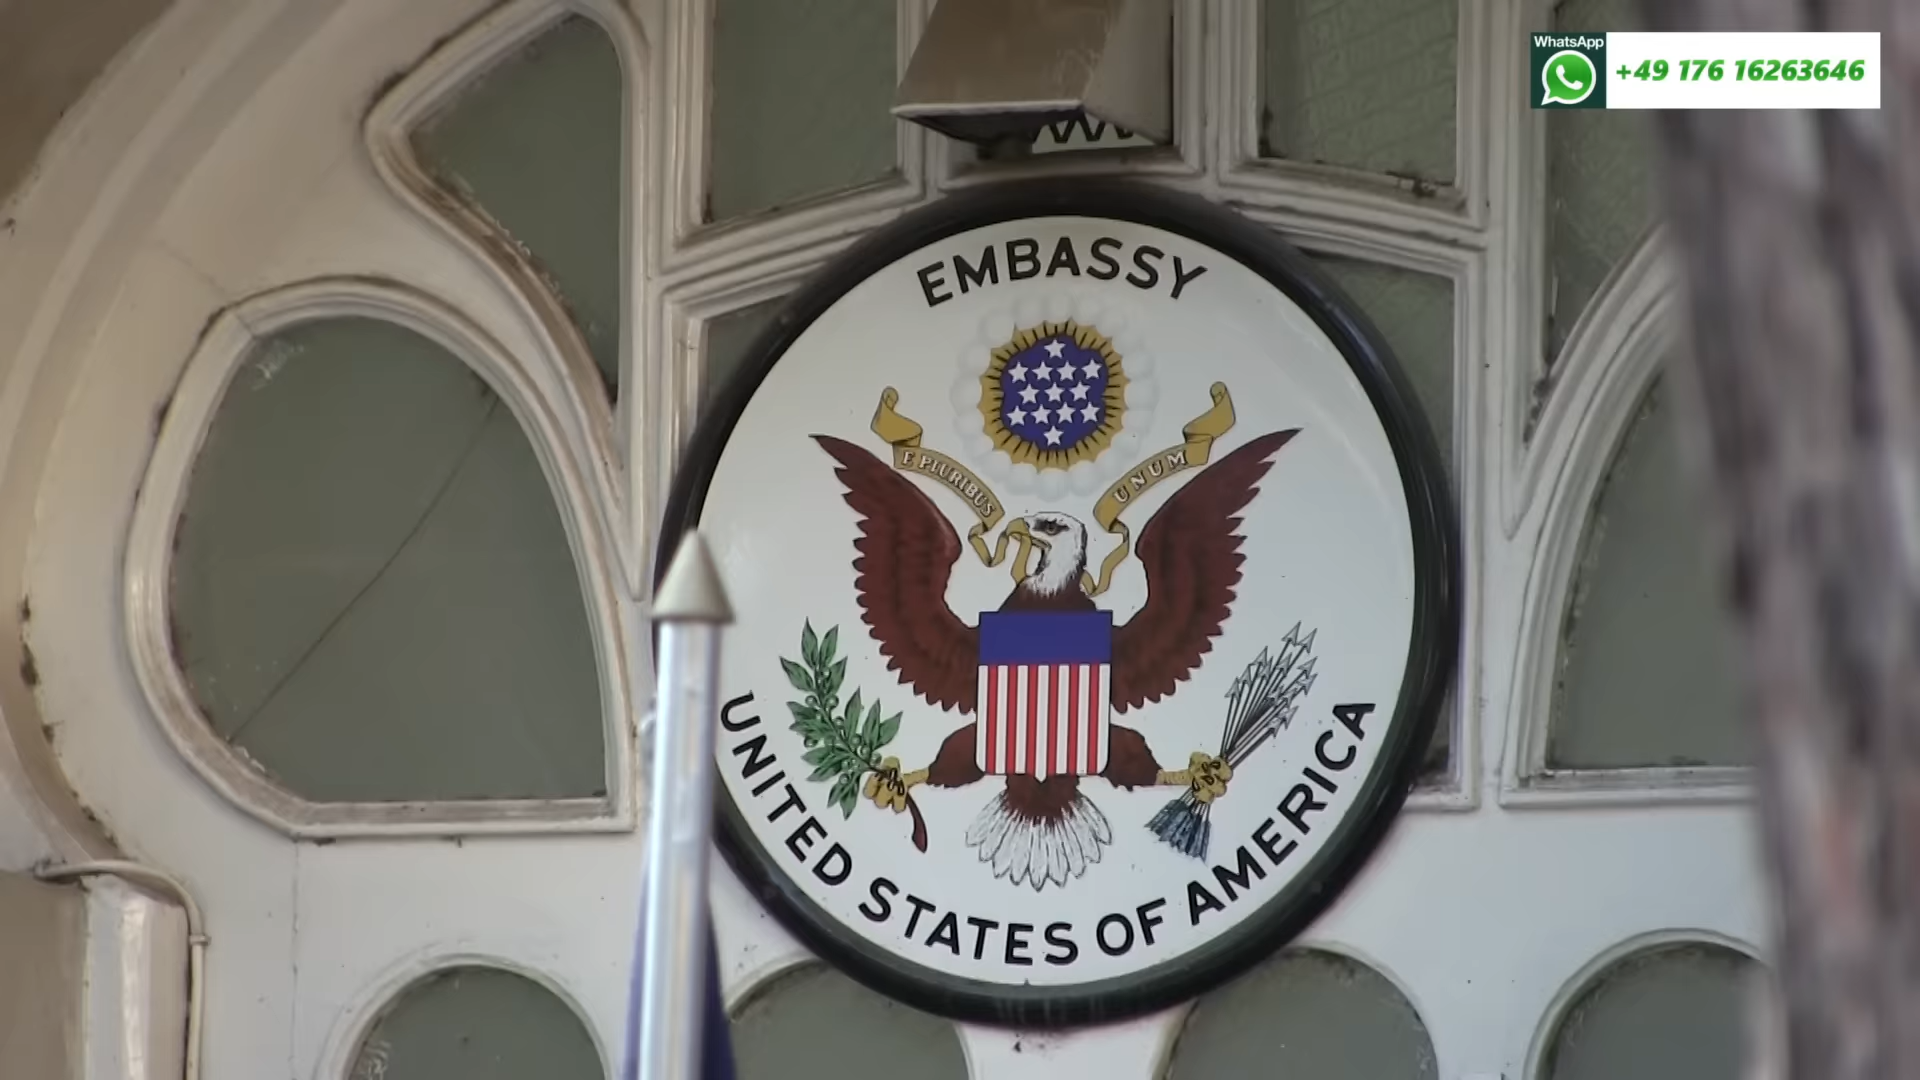 WhatsApp
+49 176 16263646
EMBASSY
E PLURIBUS UNUM
UNITED STATES OF AMERICA